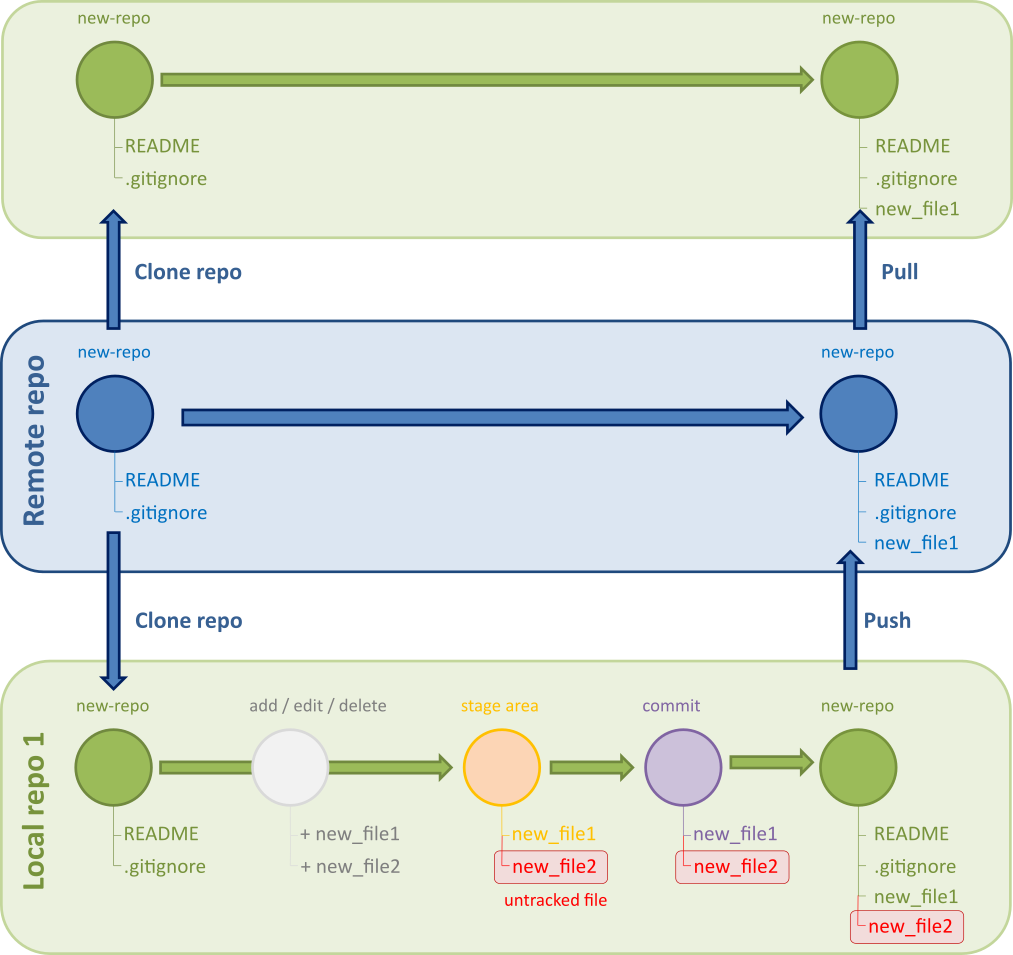 new-repo
new-repo
README
.gitignore
README
.gitignore
new_file1
Clone repo
Pull
Remote repo
new-repo
new-repo
README
.gitignore
README
.gitignore
new_file1
Clone repo
Push
Local repo 1
new-repo
add / edit / delete
stage area
commit
new-repo
README
.gitignore
+ new_file1
+ new_file2
new_file1
new_file2
untracked file
new_file1
new_file2
README
.gitignore
new_file1
new_file2